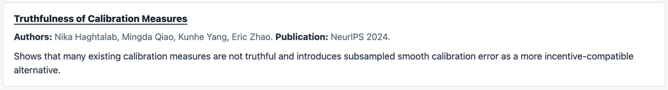 Truthfulness of Calibration Measures
Authors: Nika Haghtalab, Mingda Qiao, Kunhe Yang, Eric Zhao. Publication: NeurIPS 2024.
Shows that many existing calibration measures are not truthful and introduces subsampled smooth calibration error as a more incentive-compatible
alternative.